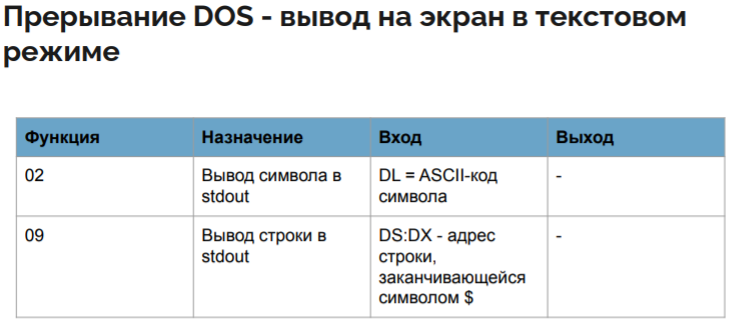 Прерывание DOS - вывод на экран в текстовом
режиме
Функция Назначение Вход Выход
02 Вывод символа в DL = ASCII-код -
stdout символа
09 Вывод строки в DS:DX - адрес -
stdout строки,
заканчивающейся
символом $